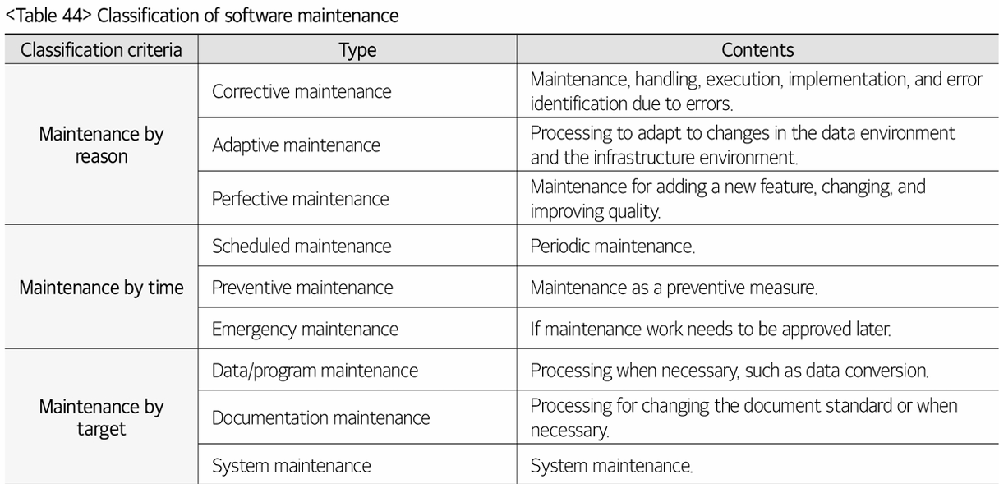 <Table 44> Classification of software maintenance
Classification criteria Type Contents
Maintenance by
reason
Corrective maintenance
Maintenance, handling, execution, implementation, and error
identification due to errors.
Adaptive maintenance
Processing to adapt to changes in the data environment
and the infrastructure environment.
Perfective maintenance
Maintenance for adding a new feature, changing, and
improving quality.
Maintenance by time
Scheduled maintenance
Periodic maintenance.
Preventive maintenance
Maintenance as a preventive measure.
Emergency maintenance
If maintenance work needs to be approved later.
Maintenance by
target
Data/program maintenance
Processing when necessary, such as data conversion.
Documentation maintenance
Processing for changing the document standard or when
necessary.
System maintenance
System maintenance.